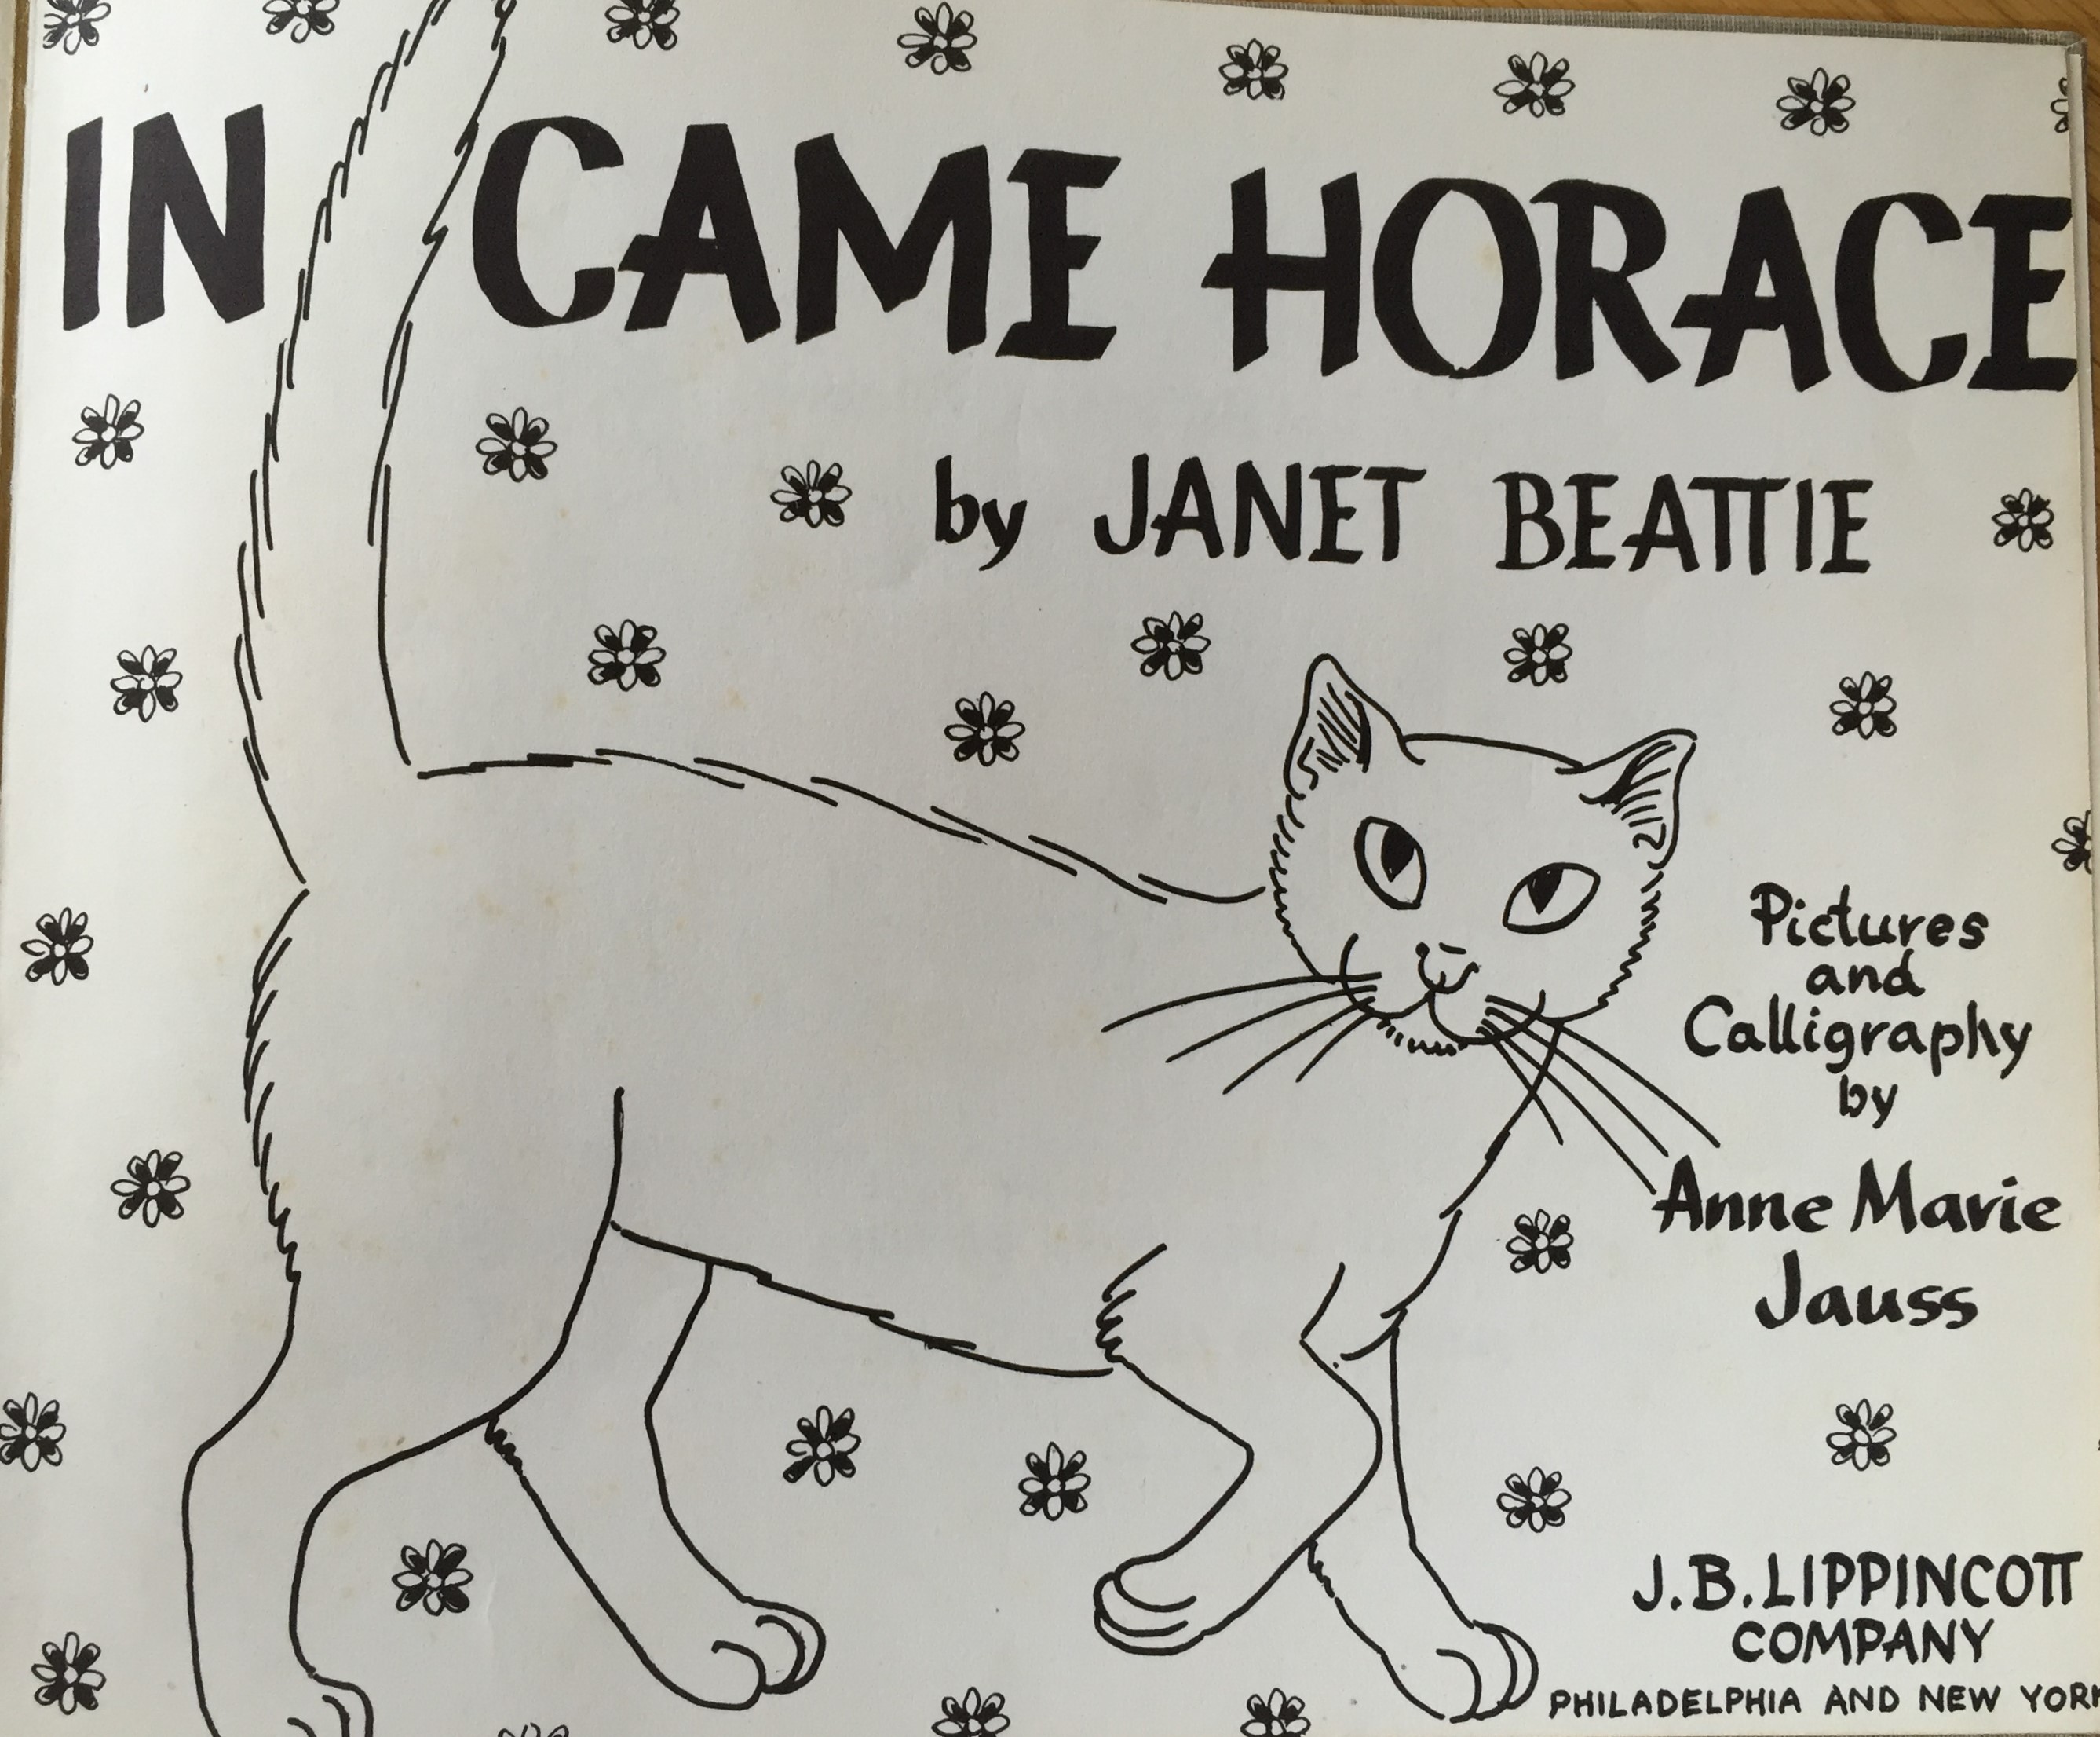 IN CAME HORACE
by JANET BEATTIE
Pictures
and
Calligraphy
by
Anne Marie
Jauss
J.B. LIPPINCOTT
COMPANY
PHILADELPHIA AND NEW YORK